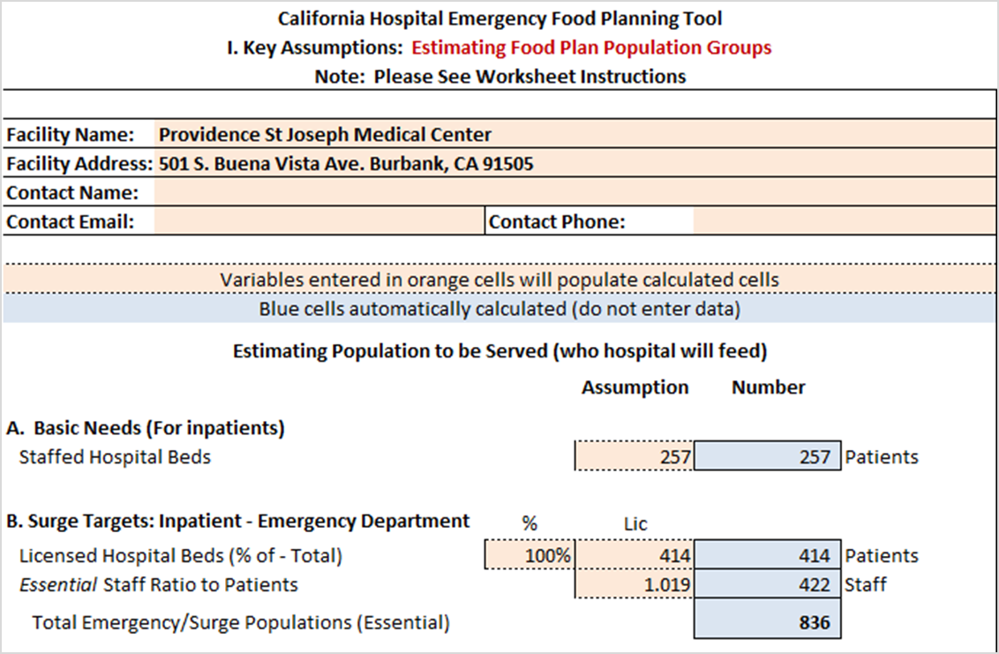 California Hospital Emergency Food Planning Tool
I. Key Assumptions: Estimating Food Plan Population Groups
Note: Please See Worksheet Instructions
Facility Name: Providence St Joseph Medical Center
Facility Address: 501 S. Buena Vista Ave. Burbank, CA 91505
Contact Name:
Contact Email: Contact Phone:
Variables entered in orange cells will populate calculated cells
Blue cells automatically calculated (do not enter data)
Estimating Population to be Served (who hospital will feed)
Assumption Number
A. Basic Needs (For inpatients)
Staffed Hospital Beds 257 257 Patients
B. Surge Targets: Inpatient - Emergency Department % Lic
Licensed Hospital Beds (% of - Total) 100% 414 414 Patients
Essential Staff Ratio to Patients 1.019 422 Staff
Total Emergency/Surge Populations (Essential) 836